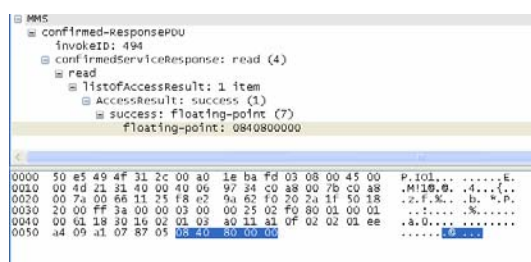 MMS
confirmed-ResponsePDU
invokeID: 494
confirmedServiceResponse: read (4)
read
listOfAccessResult: 1 item
AccessResult: success (1)
success: floating-point (7)
floating-point: 0840800000
0000 50 e5 49 4f 31 2c 00 a0 1e ba fd 03 08 00 45 00 P.IO1,... ......E.
0010 00 4d 21 31 40 00 40 06 97 34 c0 a8 00 7b c0 a8 .M!1@.@. .4...{..
0020 00 7a 00 66 11 25 f8 e2 9a 62 f0 20 2a 1f 50 18 .z.f.%.. .b. *.P.
0030 20 00 ff 3a 00 00 03 00 00 25 02 f0 80 01 00 01 ..:.... .%......
0040 00 61 18 30 16 02 01 03 a0 11 a1 0f 02 02 01 ee .a.0.... ........
0050 a4 09 a1 07 87 05 08 40 80 00 00 .......@ ...